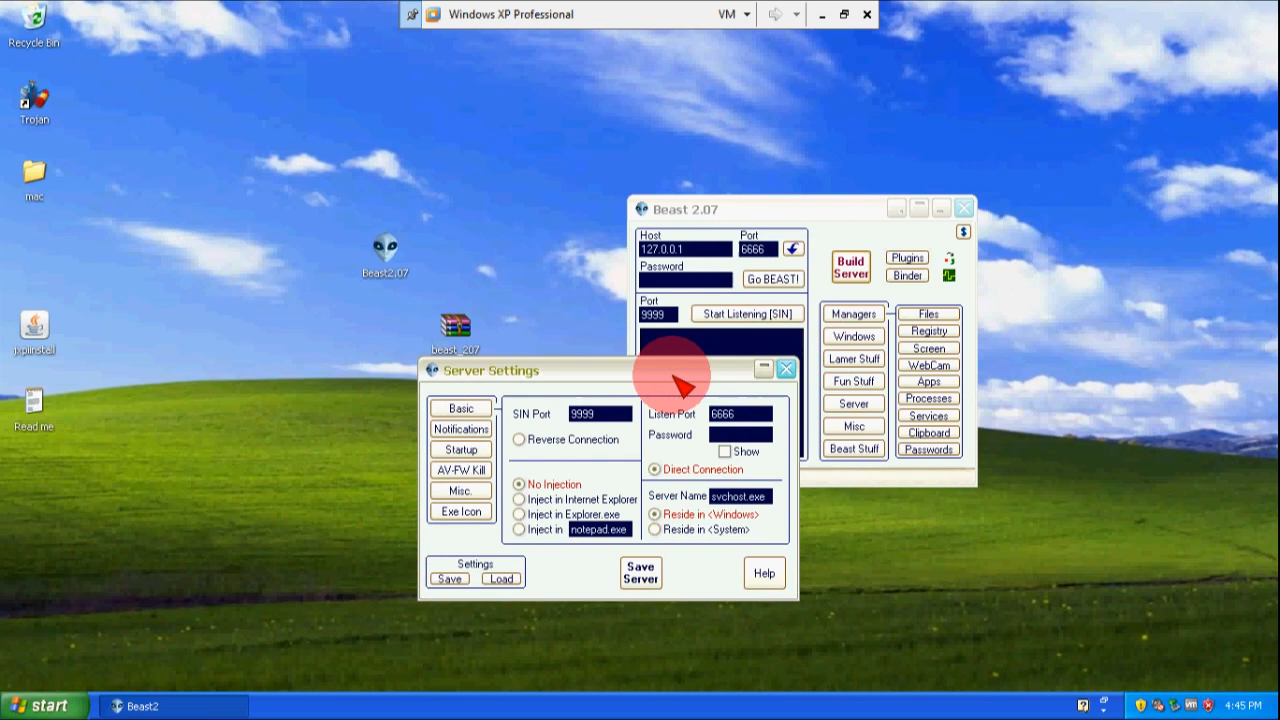 Windows XP Professional
VM
Recycle Bin
Trojan
mac
Beast2.07
beast_207
Read me
Beast 2.07
Host
Port
127.0.0.1
6666
Password
Go BEAST!
Port
9999
Start Listening [SIN]
$
Build
Server
Plugins
Binder
Managers
Windows
Lamer Stuff
Fun Stuff
Server
Misc
Beast Stuff
Files
Registry
Screen
WebCam
Apps
Processes
Services
Clipboard
Passwords
Server Settings
Basic
Notifications
Startup
AV-FW Kill
Misc.
Exe Icon
SIN Port
9999
Reverse Connection
No Injection
Inject in Internet Explorer
Inject in Explorer.exe
Inject in
notepad.exe
Listen Port
6666
Password
Show
Direct Connection
Server Name
svchost.exe
Reside in <Windows>
Reside in <System>
Settings
Save
Load
Save
Server
Help
start
Beast2
4:45 PM